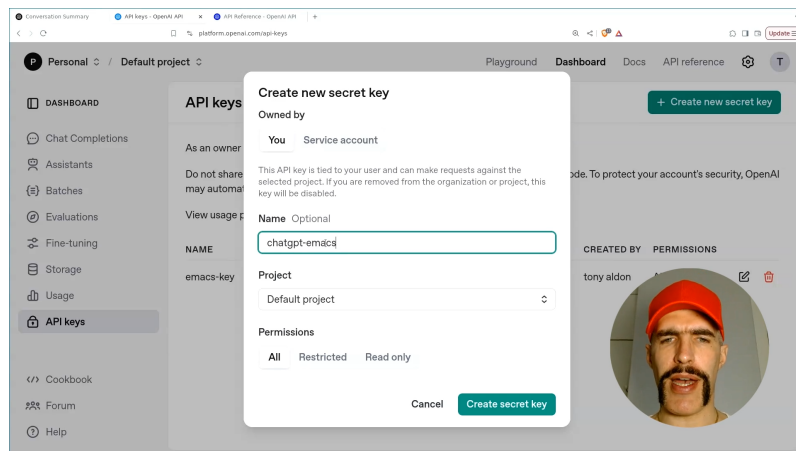 Conversation Summary
API keys - OpenAI API
API Reference - OpenAI API
platform.openai.com/api-keys
Update
P Personal / Default project
Playground Dashboard Docs API reference T
DASHBOARD
Chat Completions
Assistants
Batches
Evaluations
Fine-tuning
Storage
Usage
API keys
Cookbook
Forum
Help
API keys
+ Create new secret key
As an owner
Do not share
ode. To protect your account's security, OpenAI
may automat
View usage p
NAME CREATED BY PERMISSIONS
emacs-key tony aldon
Create new secret key
Owned by
You Service account
This API key is tied to your user and can make requests against the
selected project. If you are removed from the organization or project, this
key will be disabled.
Name Optional
chatgpt-emacs
Project
Default project
Permissions
All Restricted Read only
Cancel Create secret key